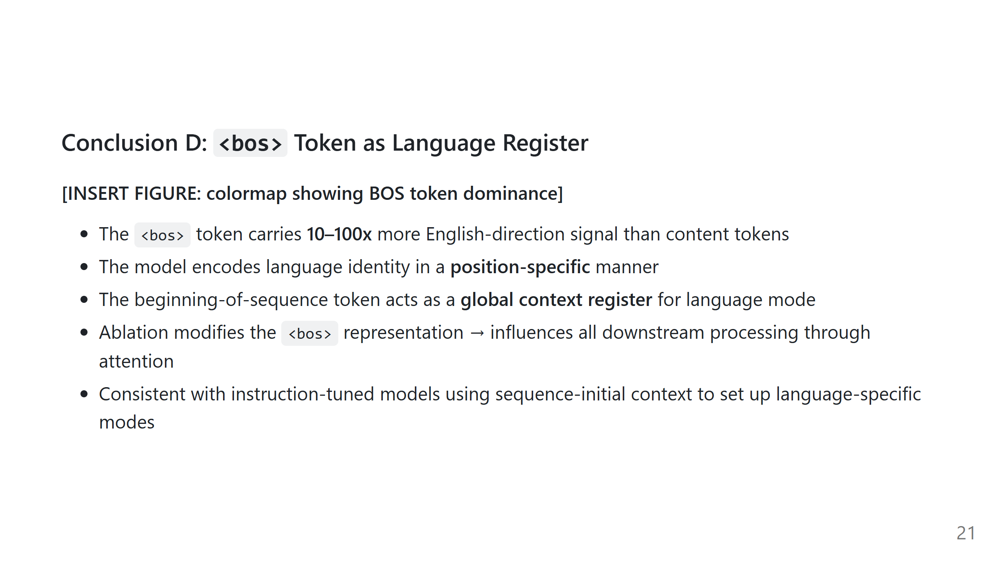 Conclusion D: <bos> Token as Language Register
[INSERT FIGURE: colormap showing BOS token dominance]
• The <bos> token carries 10–100x more English-direction signal than content tokens
• The model encodes language identity in a position-specific manner
• The beginning-of-sequence token acts as a global context register for language mode
• Ablation modifies the <bos> representation → influences all downstream processing through
attention
• Consistent with instruction-tuned models using sequence-initial context to set up language-specific
modes
21